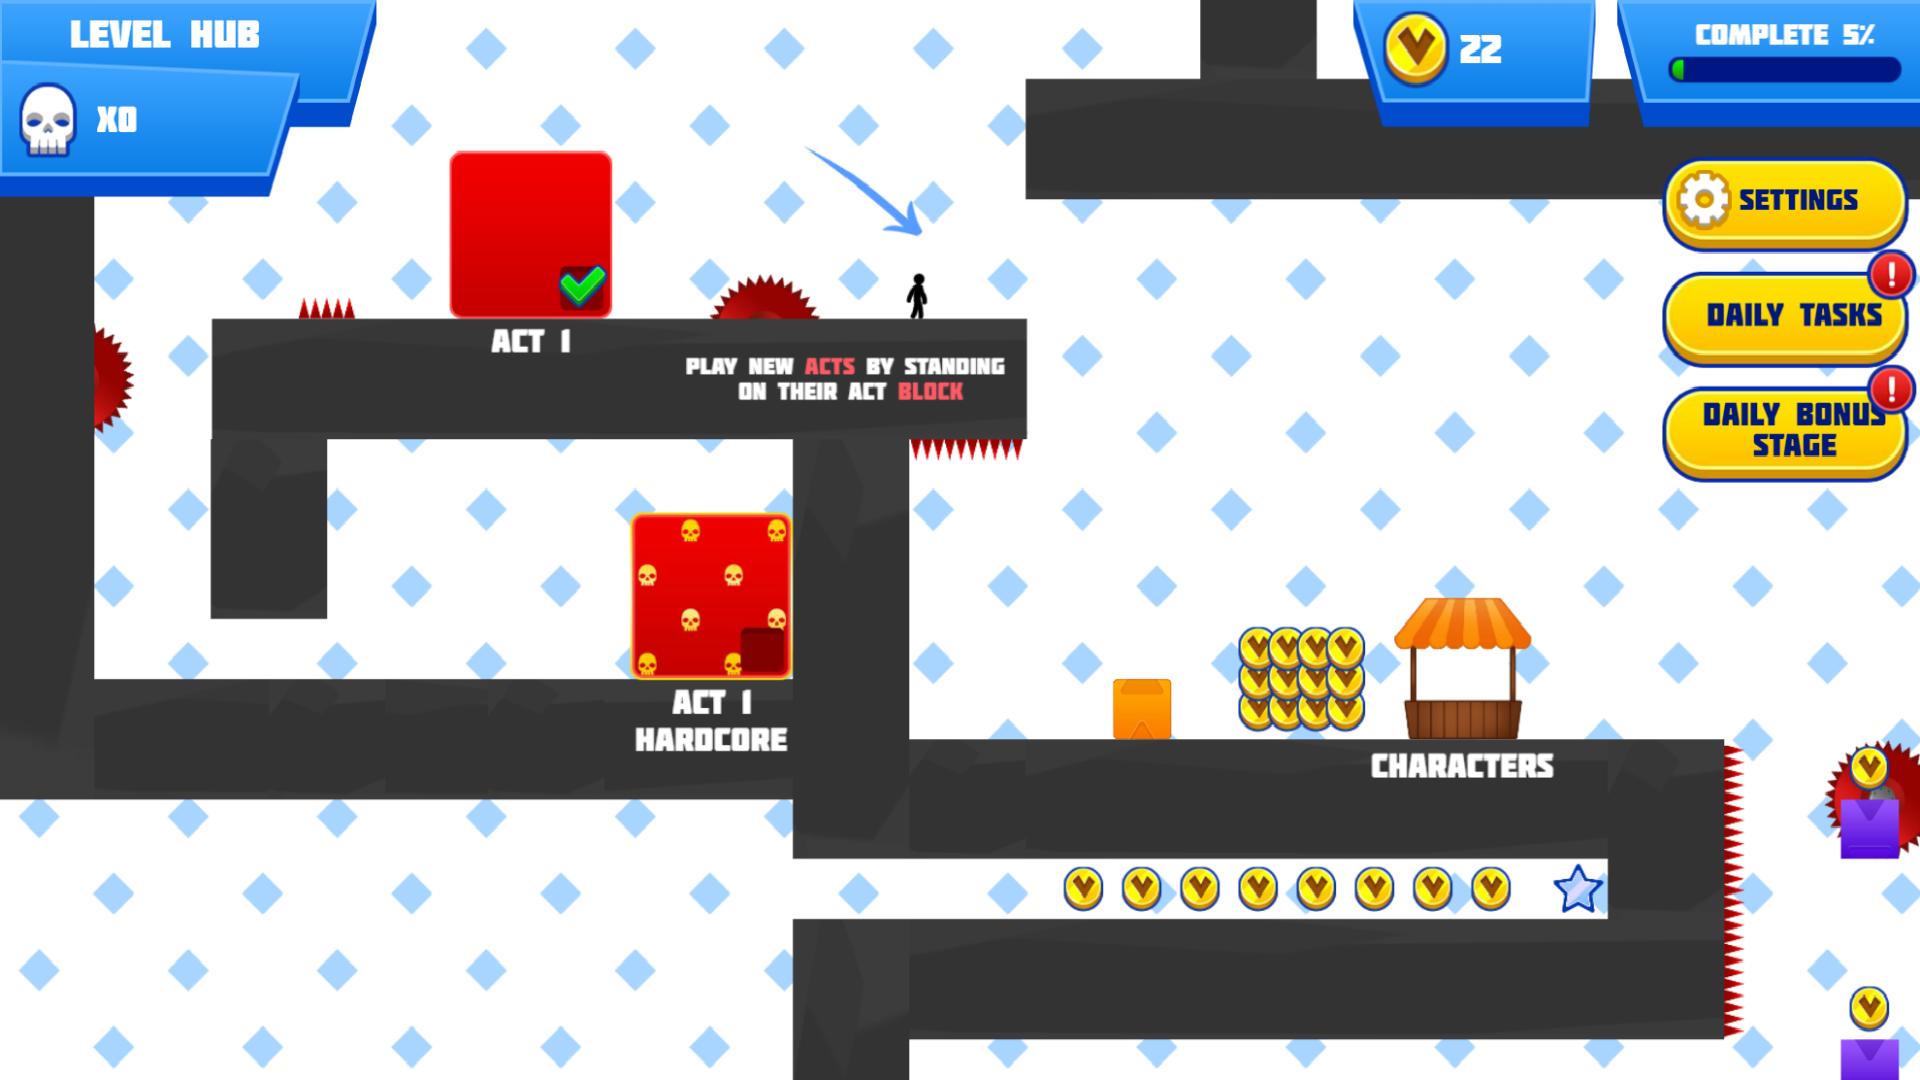 LEVEL HUB
X0
22
COMPLETE 5%
SETTINGS
DAILY TASKS
!
DAILY BONUS
STAGE
!
ACT 1
PLAY NEW ACTS BY STANDING
ON THEIR ACT BLOCK
ACT 1
HARDCORE
CHARACTERS